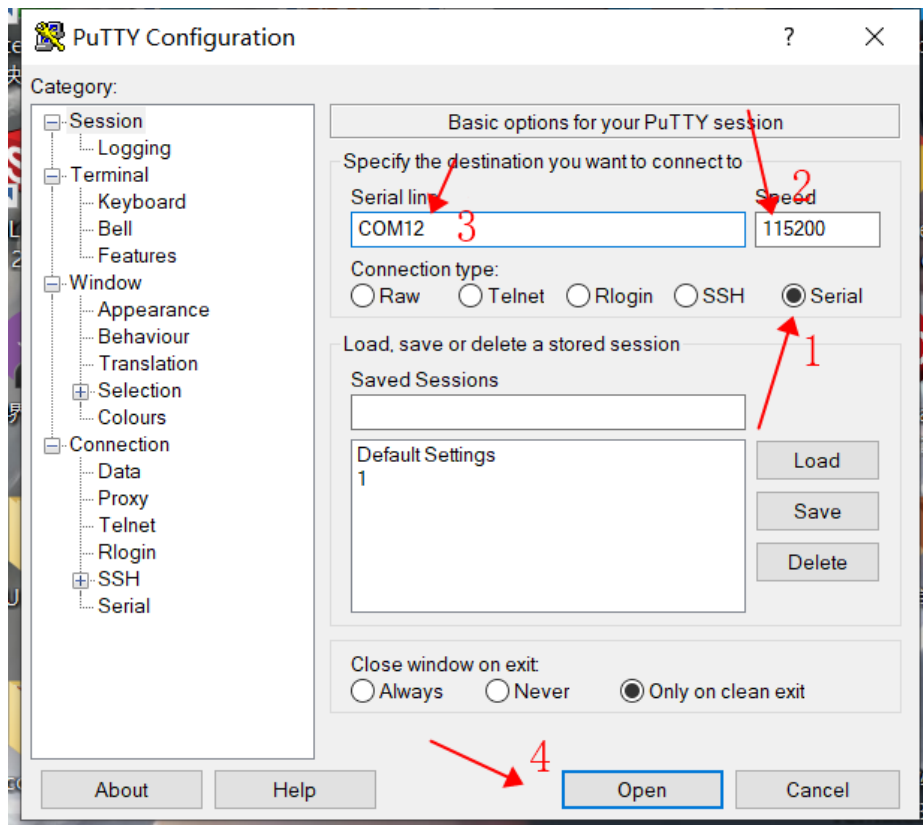 PuTTY Configuration
?
Category:
Session
Logging
Terminal
Keyboard
Bell
Features
Window
Appearance
Behaviour
Translation
Selection
Colours
Connection
Data
Proxy
Telnet
Rlogin
SSH
Serial
Basic options for your PuTTY session
Specify the destination you want to connect to
Serial line Speed
COM12 3 115200 2
Connection type:
Raw Telnet Rlogin SSH Serial
1
Load, save or delete a stored session
Saved Sessions
Default Settings
1
Load
Save
Delete
Close window on exit:
Always Never Only on clean exit
4
About Help Open Cancel